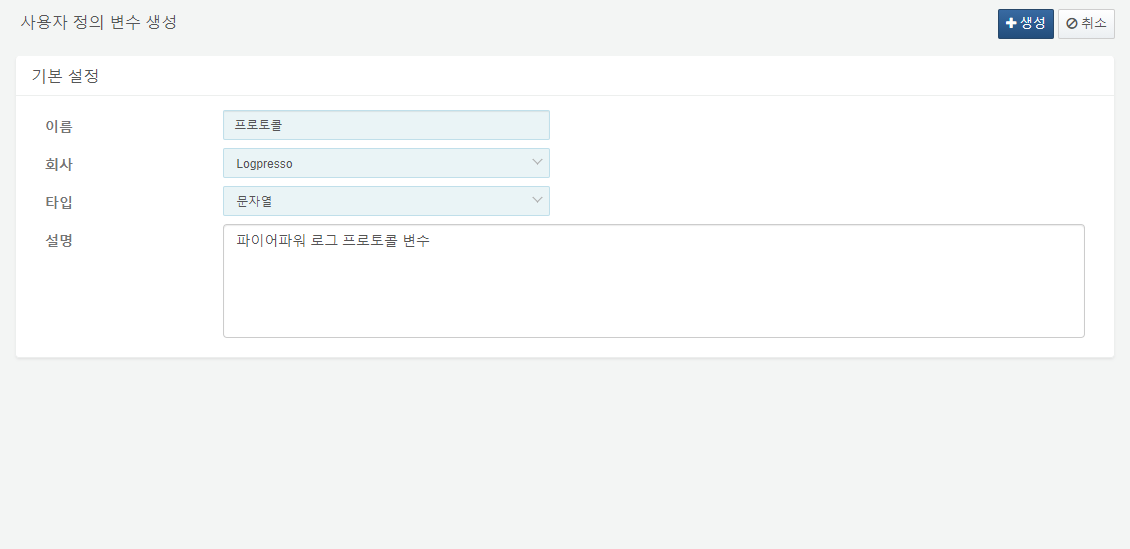 사용자 정의 변수 생성
생성 취소
기본 설정
이름 프로토콜
회사 Logpresso
타입 문자열
설명 파이어파워 로그 프로토콜 변수